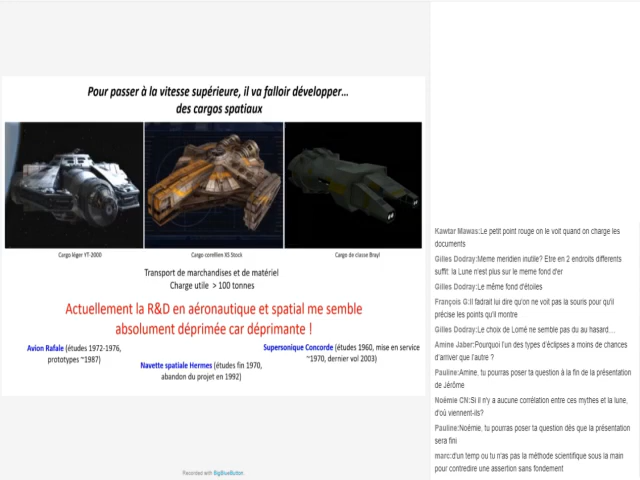 Pour passer à la vitesse supérieure, il va falloir développer…
des cargos spatiaux
Cargo léger YT-2000
Cargo corellien XS Stock
Cargo de classe Brayl
Transport de marchandises et de matériel
Charge utile > 100 tonnes
Actuellement la R&D en aéronautique et spatial me semble
absolument déprimée car déprimante !
Avion Rafale (études 1972-1976,
prototypes ~1987)
Navette spatiale Hermes (études fin 1970,
abandon du projet en 1992)
Supersonique Concorde (études 1960, mise en service
~1970, dernier vol 2003)
Recorded with BigBlueButton.
Kawtar Mawas:Le petit point rouge on le voit quand on charge les
documents
Gilles Dodray:Meme meridien inutile? Etre en 2 endroits differents
suffit: la Lune n'est plus sur le meme fond d'er
Gilles Dodray:Le même fond d'étoiles
François G:Il fadrait lui dire qu'on ne voit pas la souris pour qu'il
précise les points qu'il montre
Gilles Dodray:Le choix de Lomé ne semble pas du au hasard....
Amine Jaber:Pourquoi l'un des types d'éclipses a moins de chances
d'arriver que l'autre ?
Pauline:Amine, tu pourras poser ta question à la fin de la présentation
de Jérôme
Noémie CN:Si il n'y a aucune corrélation entre ces mythes et la lune,
d'où viennent-ils?
Pauline:Noémie, tu pourras poser ta question dès que la présentation
sera fini
marc:d'un temp ou tu n'as pas la méthode scientifique sous la main
pour contredire une assertion sans fondement